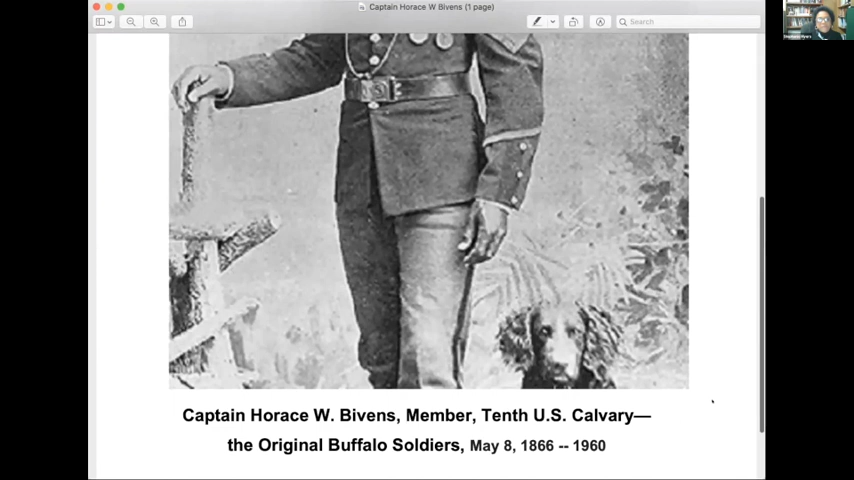 Captain Horace W Bivens (1 page)
Search
Captain Horace W. Bivens, Member, Tenth U.S. Calvary—
the Original Buffalo Soldiers, May 8, 1866 -- 1960